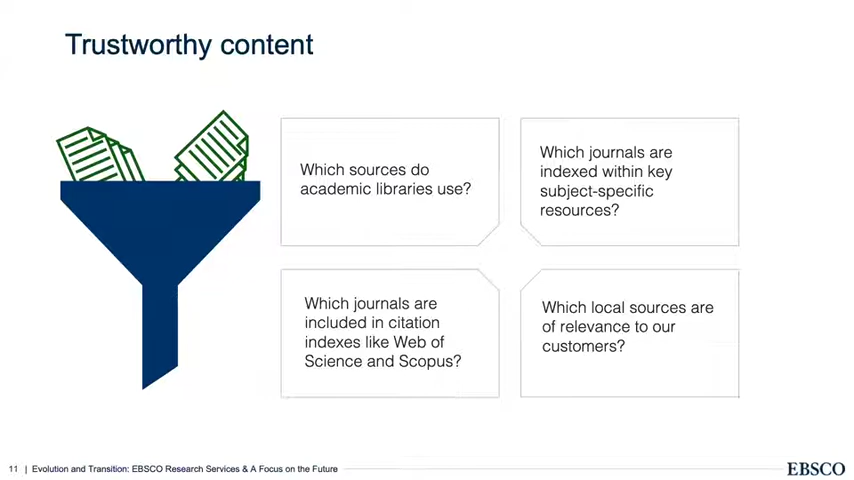 Trustworthy content
Which sources do
academic libraries use?
Which journals are
indexed within key
subject-specific
resources?
Which journals are
included in citation
indexes like Web of
Science and Scopus?
Which local sources are
of relevance to our
customers?
11 | Evolution and Transition: EBSCO Research Services & A Focus on the Future
EBSCO